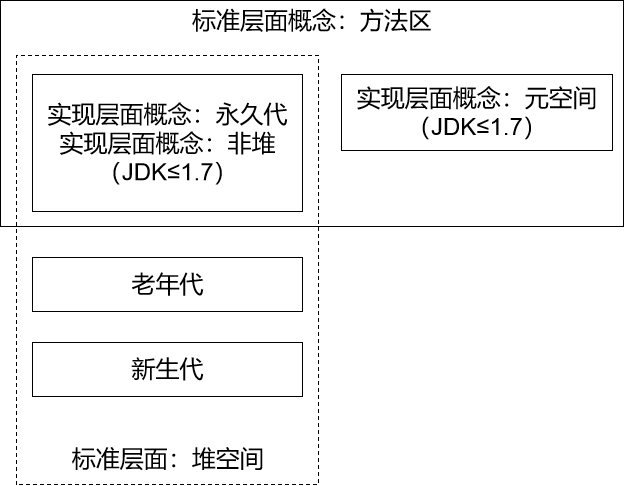 标准层面概念：方法区
实现层面概念：永久代
实现层面概念：非堆
（JDK≤1.7）
实现层面概念：元空间
（JDK≤1.7）
老年代
新生代
标准层面：堆空间